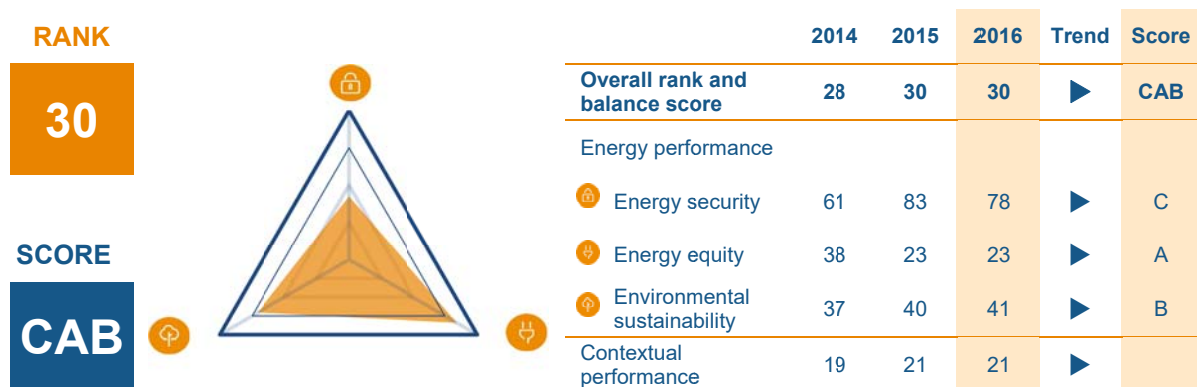 RANK
30
SCORE
CAB
2014 2015 2016 Trend Score
Overall rank and
balance score 28 30 30 CAB
Energy performance
Energy security 61 83 78 C
Energy equity 38 23 23 A
Environmental
sustainability 37 40 41 B
Contextual
performance 19 21 21